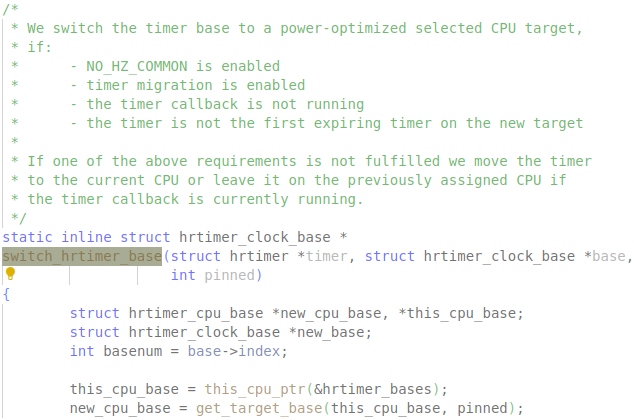 /*
 * We switch the timer base to a power-optimized selected CPU target,
 * if:
 *	- NO_HZ_COMMON is enabled
 *	- timer migration is enabled
 *	- the timer callback is not running
 *	- the timer is not the first expiring timer on the new target
 *
 * If one of the above requirements is not fulfilled we move the timer
 * to the current CPU or leave it on the previously assigned CPU if
 * the timer callback is currently running.
 */
static inline struct hrtimer_clock_base *
switch_hrtimer_base(struct hrtimer *timer, struct hrtimer_clock_base *base,
		    int pinned)
{
	struct hrtimer_cpu_base *new_cpu_base, *this_cpu_base;
	struct hrtimer_clock_base *new_base;
	int basenum = base->index;

	this_cpu_base = this_cpu_ptr(&hrtimer_bases);
	new_cpu_base = get_target_base(this_cpu_base, pinned);